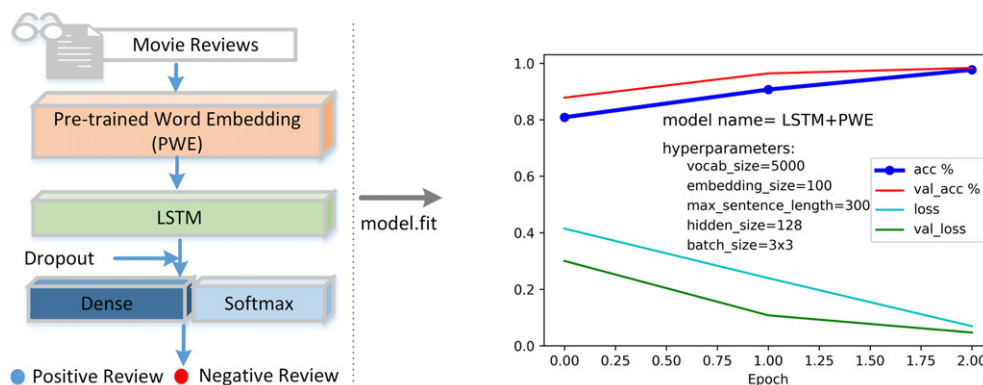 Movie Reviews
Pre-trained Word Embedding
(PWE)
LSTM
Dropout
Dense
Softmax
Positive Review
Negative Review
model.fit
1.0
0.8
0.6
0.4
0.2
0.0
model name= LSTM+PWE
hyperparameters:
vocab_size=5000
embedding_size=100
max_sentence_length=300
hidden_size=128
batch_size=3x3
acc %
val_acc %
loss
val_loss
0.00 0.25 0.50 0.75 1.00 1.25 1.50 1.75 2.00
Epoch